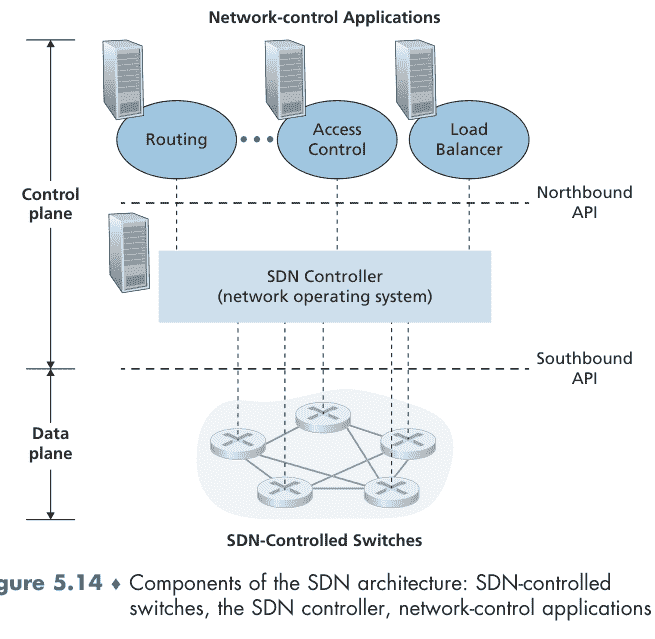 Network-control Applications
Routing
Access
Control
Load
Balancer
Control
plane
Northbound
API
SDN Controller
(network operating system)
Southbound
API
Data
plane
SDN-Controlled Switches
gure 5.14 ♦ Components of the SDN architecture: SDN-controlled
switches, the SDN controller, network-control applications